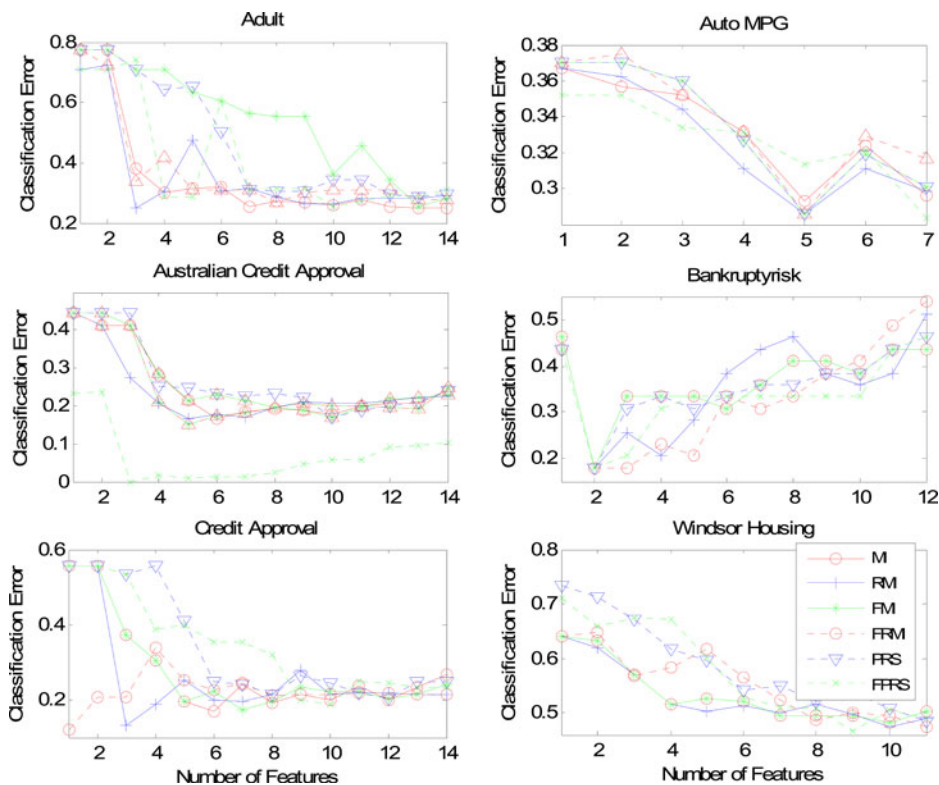 Adult
Classification Error
0.8
0.6
0.4
0.2
2 4 6 8 10 12 14
Auto MPG
Classification Error
0.38
0.36
0.34
0.32
0.3
1 2 3 4 5 6 7
Australian Credit Approval
Classification Error
0.4
0.3
0.2
0.1
0
2 4 6 8 10 12 14
Bankruptyrisk
Classification Error
0.5
0.4
0.3
0.2
2 4 6 8 10 12
Credit Approval
Classification Error
0.6
0.4
0.2
2 4 6 8 10 12 14
Number of Features
Windsor Housing
Classification Error
0.8
0.7
0.6
0.5
2 4 6 8 10
Number of Features
MI
RMI
FMI
FRMI
PRS
FPRS